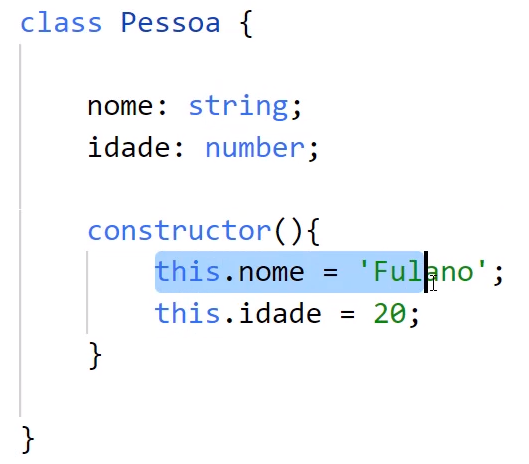 class Pessoa {
nome: string;
idade: number;
constructor(){
this.nome = 'Fulano';
this.idade = 20;
}
}